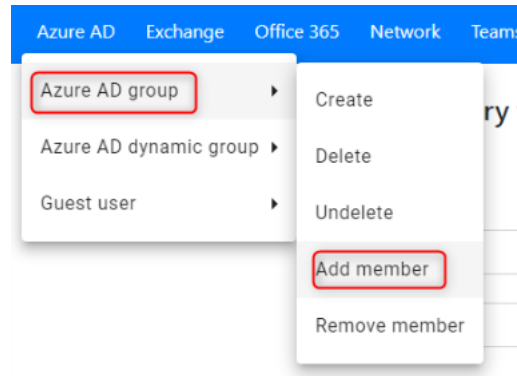 Azure AD Exchange Office 365 Network Teams
Azure AD group
Azure AD dynamic group
Guest user
Create
Delete
Undelete
Add member
Remove member
ry